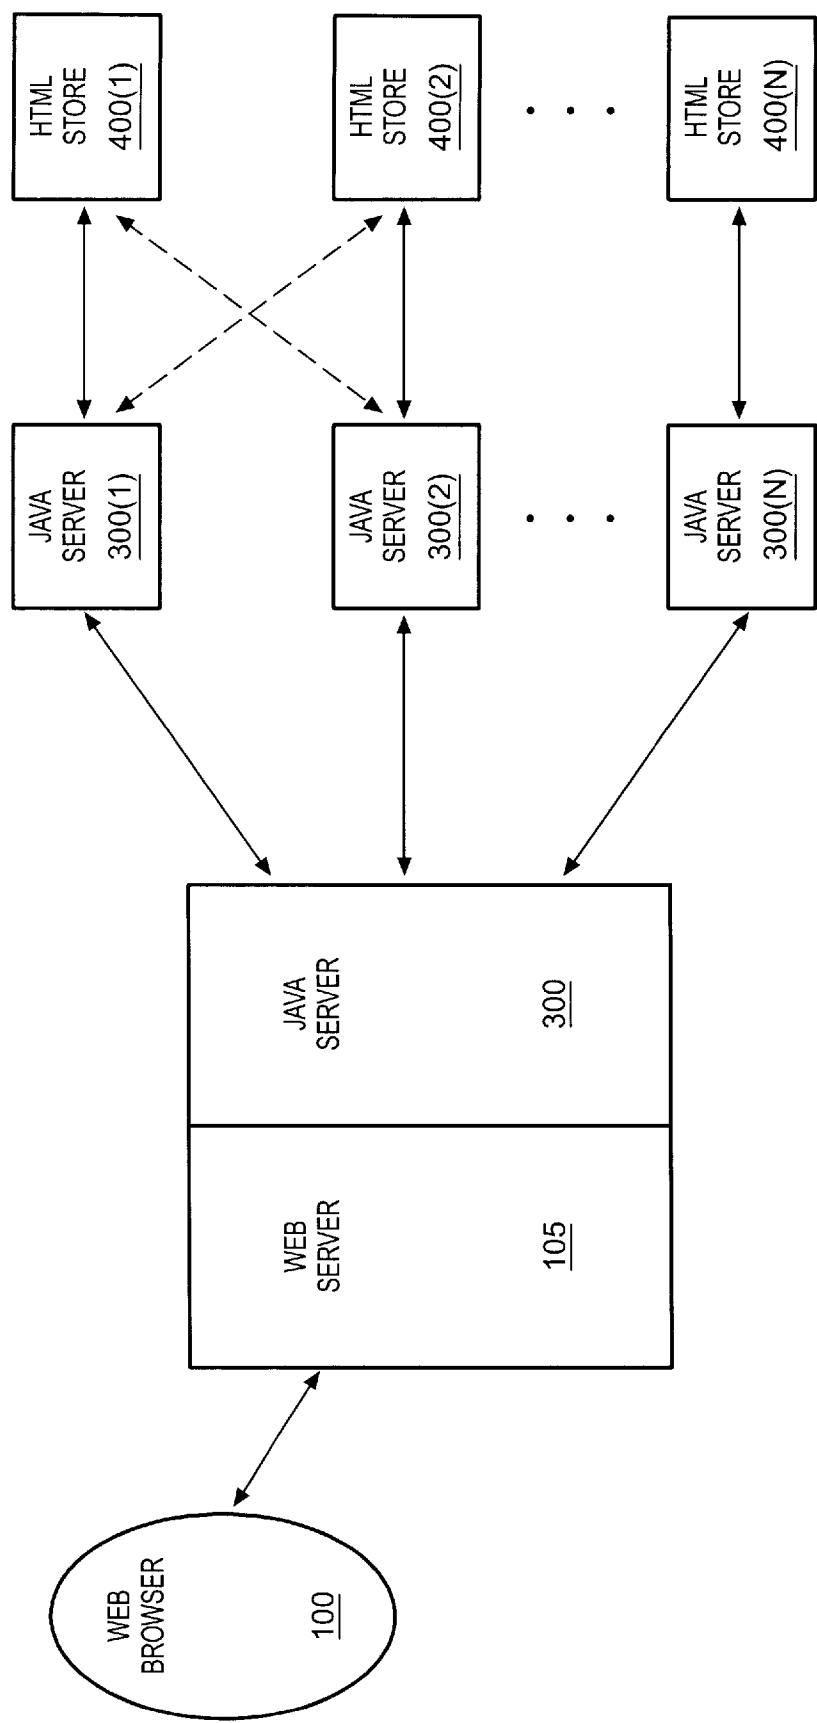 WEB
BROWSER
100
WEB
SERVER
105
JAVA
SERVER
300
JAVA
SERVER
300(1)
JAVA
SERVER
300(2)
JAVA
SERVER
300(N)
HTML
STORE
400(1)
HTML
STORE
400(2)
HTML
STORE
400(N)